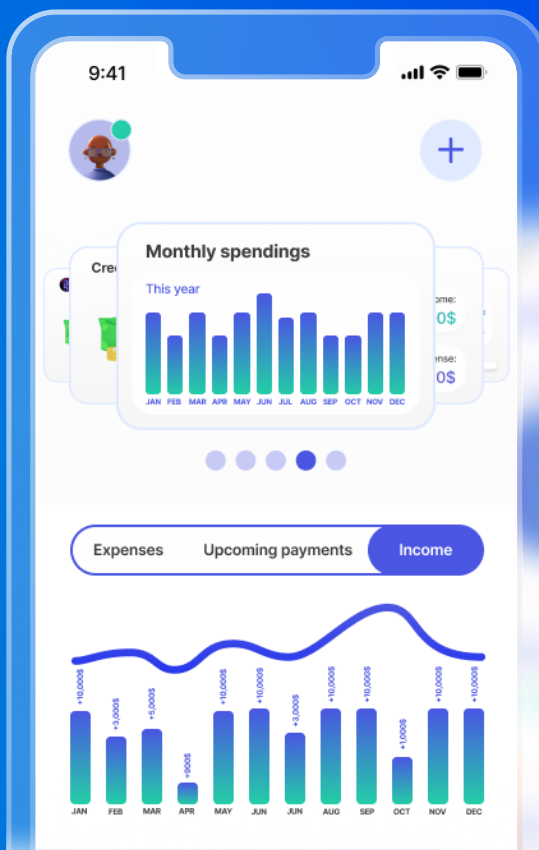 9:41
Monthly spendings
This year
JAN FEB MAR APR MAY JUN JUL AUG SEP OCT NOV DEC
Cre
ome:
0$
ense:
0$
Expenses Upcoming payments Income
+10,000$ +3,000$ +5,000$ +900$ +10,000$ +10,000$ +3,000$ +10,000$ +10,000$ +1,000$ +10,000$ +10,000$
JAN FEB MAR APR MAY JUN JUN AUG SEP OCT NOV DEC